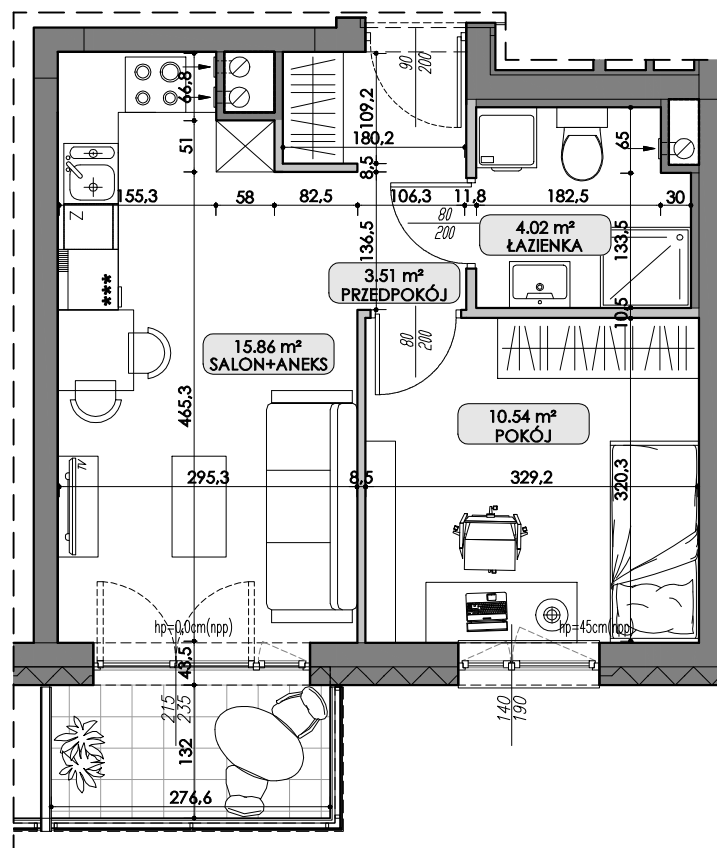 90
200
66,8
109,2
180,2
65
51
8,5
155,3
58
82,5
106,3
11,8
182,5
30
Z
80
200
4.02 m²
ŁAZIENKA
136,5
133,5
***
3.51 m²
PRZEDPOKÓJ
10,5
80
200
15.86 m²
SALON+ANEKS
465,3
10.54 m²
POKÓJ
TV
295,3
8,5
329,2
320,3
hp=0,0cm(npp)
hp=45cm(npp)
43,5
215
235
140
190
132
276,6